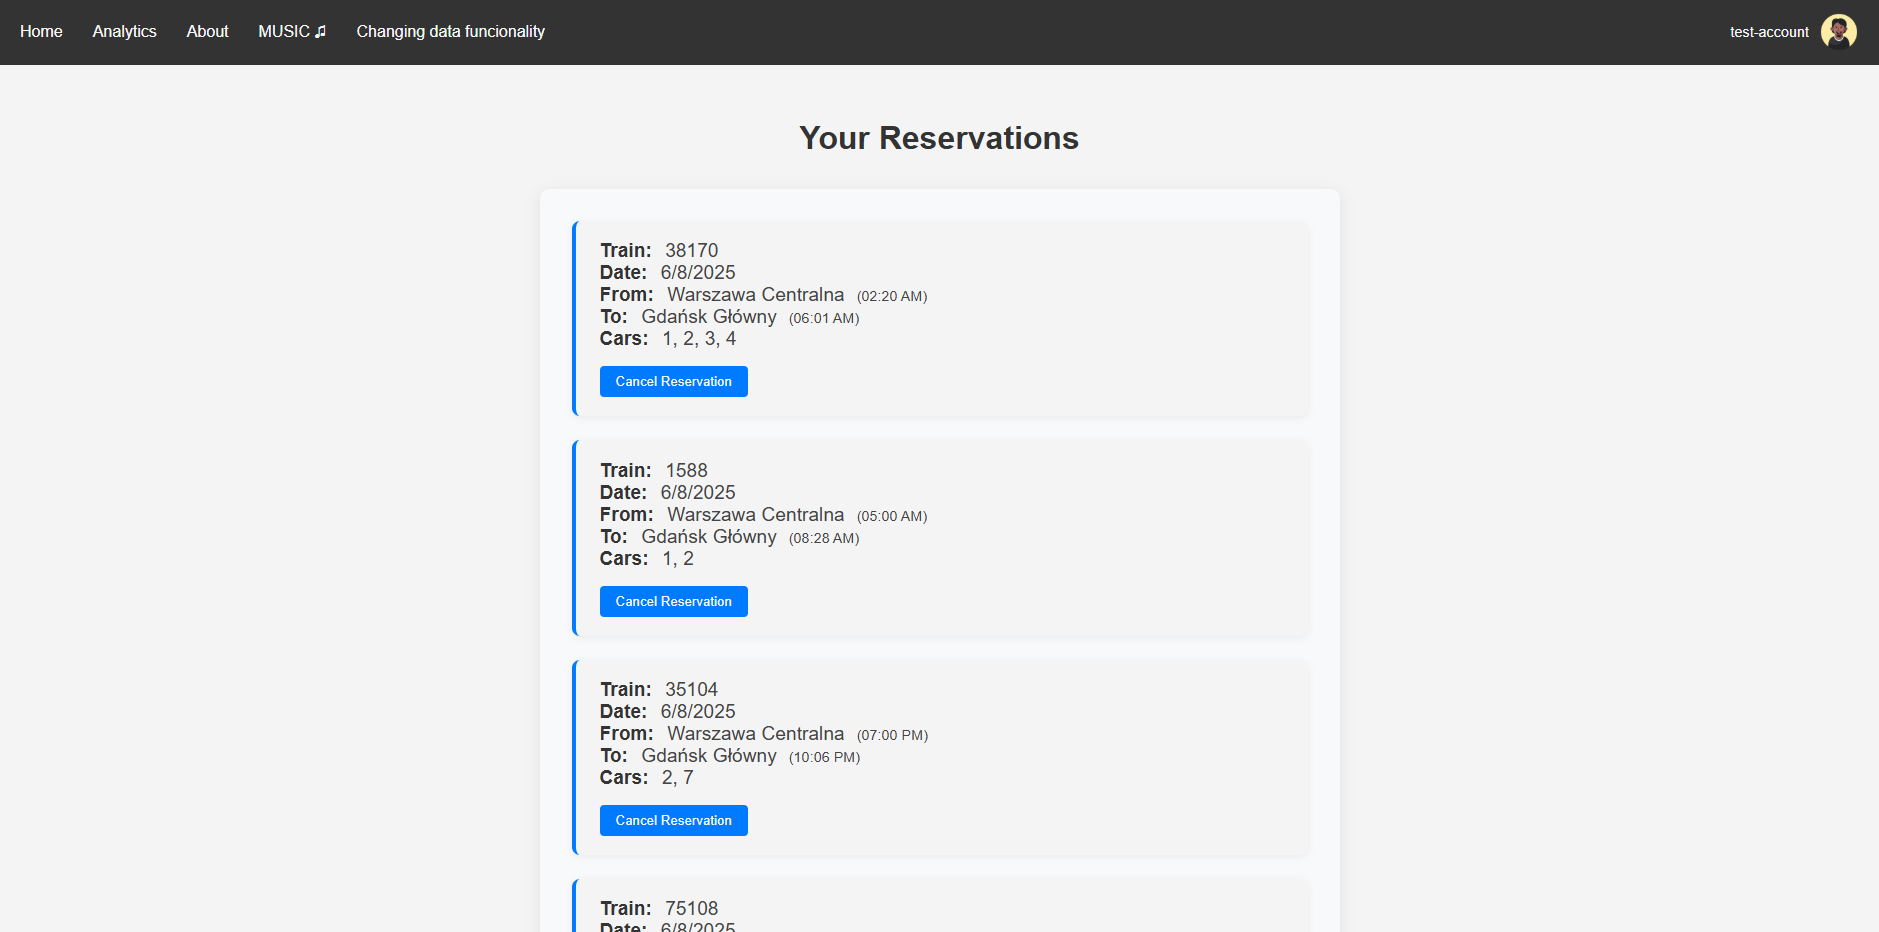 Home Analytics About MUSIC ♫ Changing data funcionality test-account
Your Reservations
Train: 38170
Date: 6/8/2025
From: Warszawa Centralna (02:20 AM)
To: Gdańsk Główny (06:01 AM)
Cars: 1, 2, 3, 4
Cancel Reservation
Train: 1588
Date: 6/8/2025
From: Warszawa Centralna (05:00 AM)
To: Gdańsk Główny (08:28 AM)
Cars: 1, 2
Cancel Reservation
Train: 35104
Date: 6/8/2025
From: Warszawa Centralna (07:00 PM)
To: Gdańsk Główny (10:06 PM)
Cars: 2, 7
Cancel Reservation
Train: 75108
Date: 6/8/2025